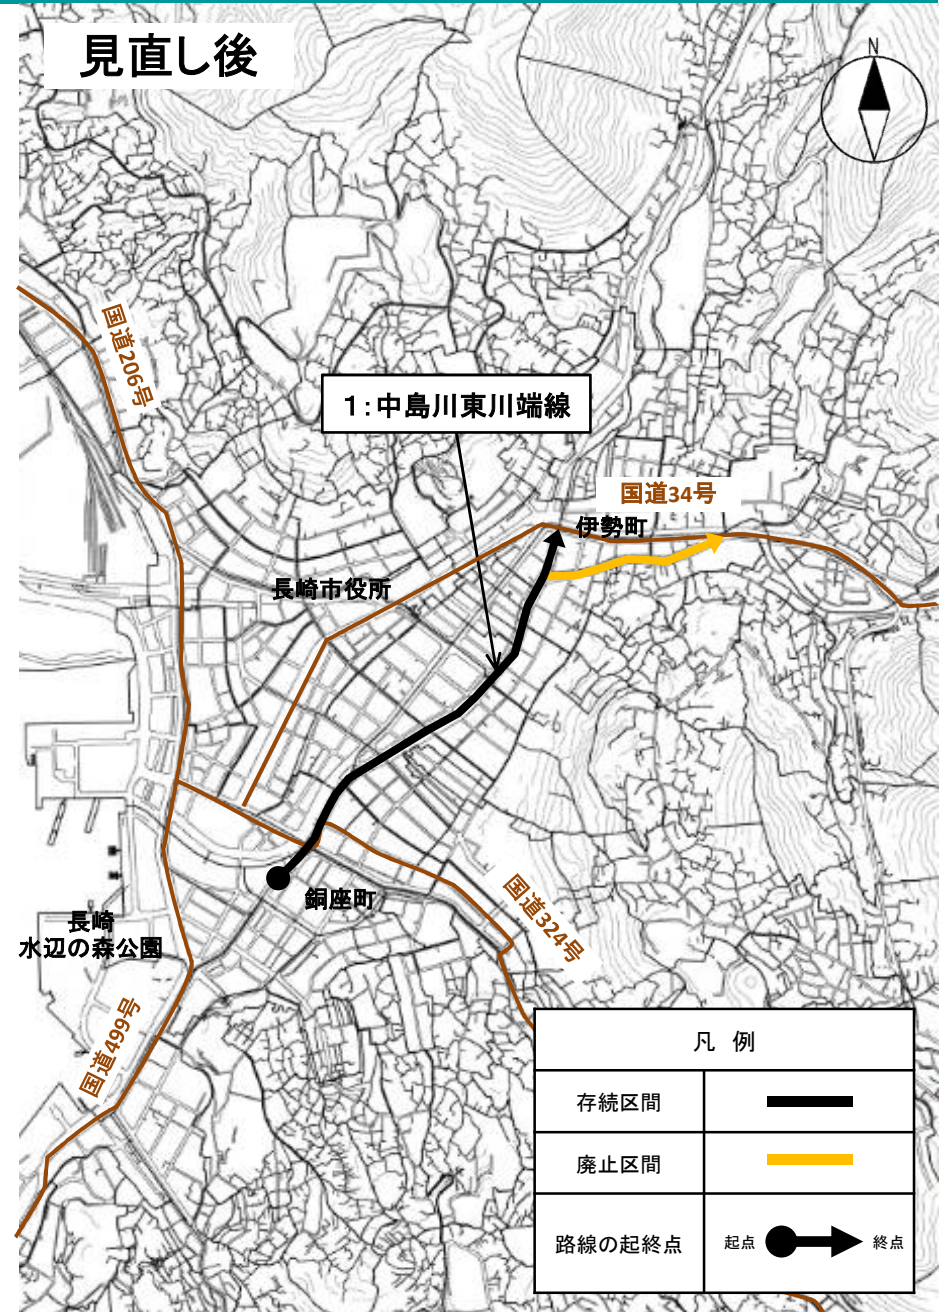 見直し後
N
国道206号
1:中島川東川端線
国道34号
伊勢町
長崎市役所
銅座町
国道324号
長崎
水辺の森公園
国道499号
凡 例
存続区間
廃止区間
路線の起終点
起点
終点